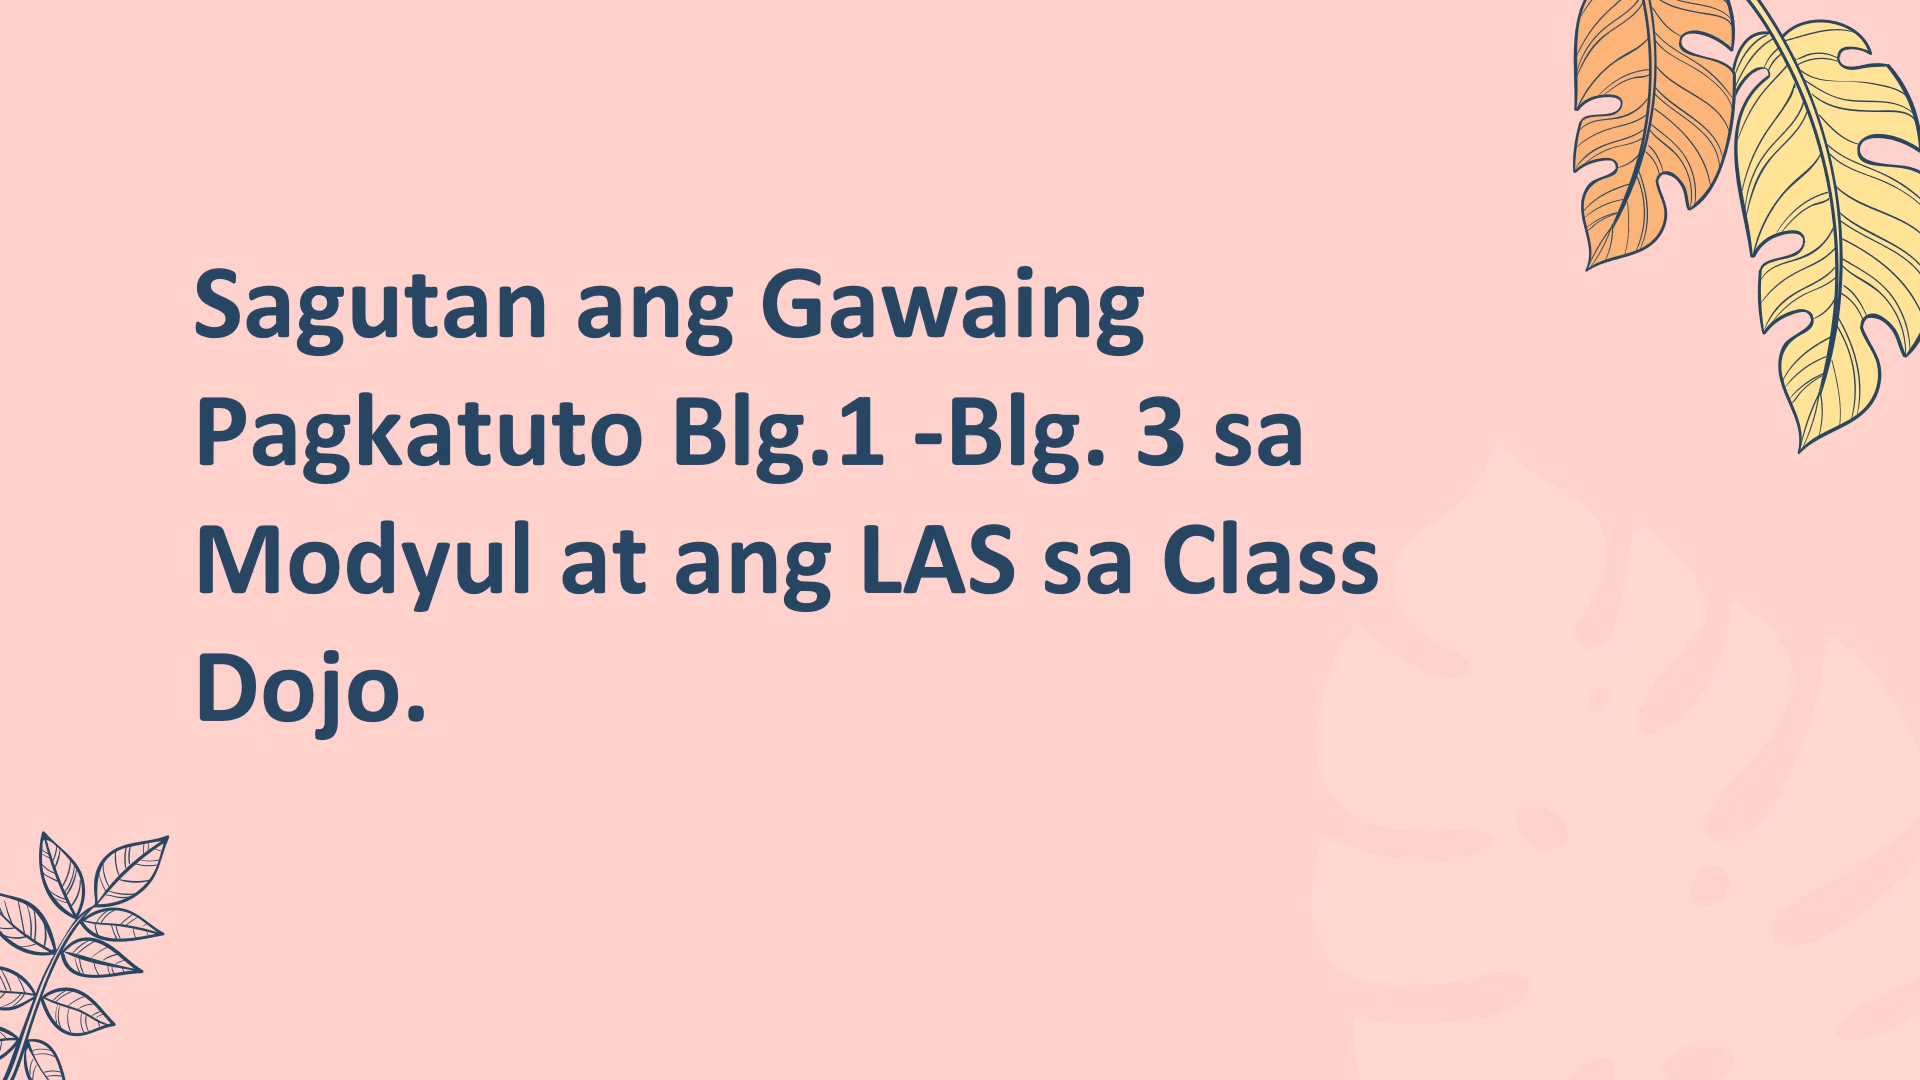 Sagutan ang Gawaing
Pagkatuto Blg.1 -Blg. 3 sa
Modyul at ang LAS sa Class
Dojo.